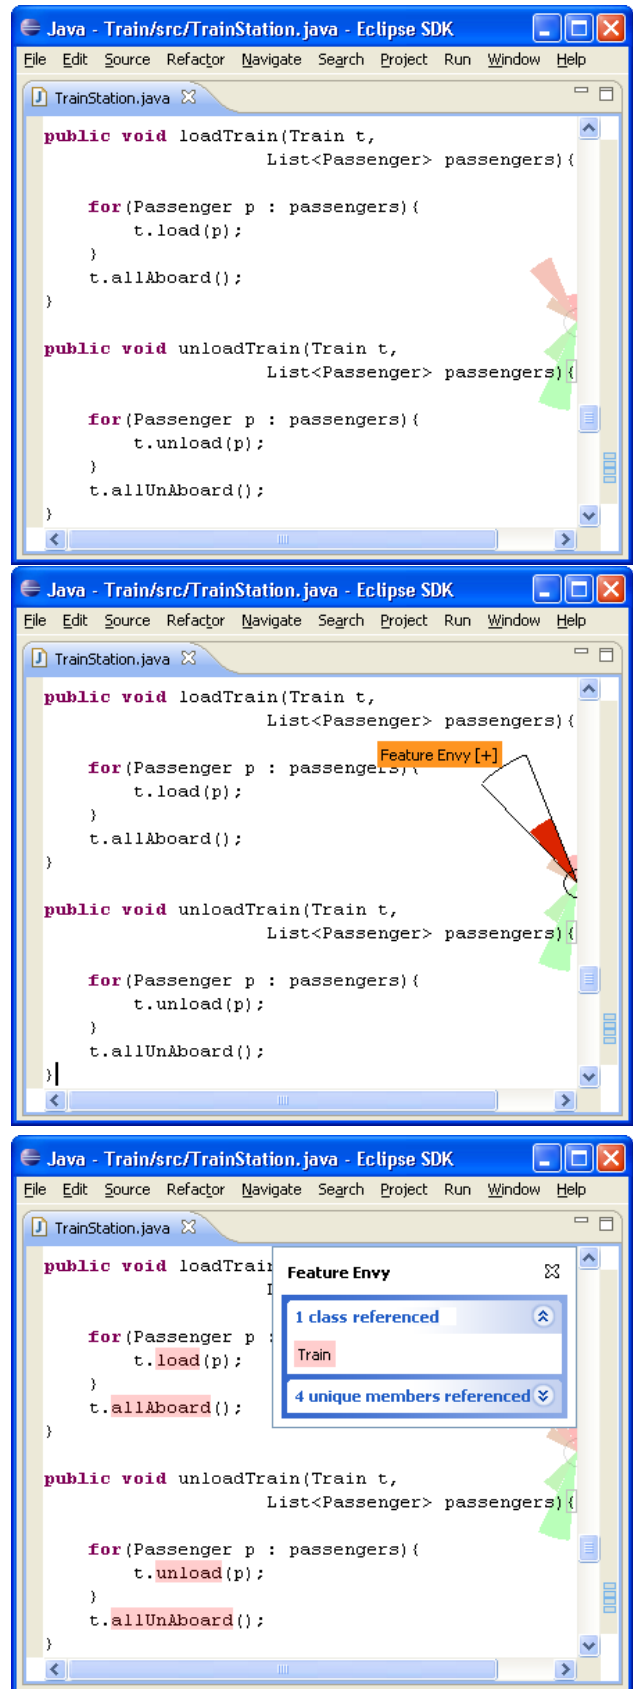 Java - Train/src/TrainStation.java - Eclipse SDK
File Edit Source Refactor Navigate Search Project Run Window Help
TrainStation.java
public void loadTrain(Train t,
List<Passenger> passengers){
for(Passenger p : passengers){
t.load(p);
}
t.allAboard();
}
public void unloadTrain(Train t,
List<Passenger> passengers){
for(Passenger p : passengers){
t.unload(p);
}
t.allUnAboard();
}
Java - Train/src/TrainStation.java - Eclipse SDK
File Edit Source Refactor Navigate Search Project Run Window Help
TrainStation.java
public void loadTrain(Train t,
List<Passenger> passengers){
Feature Envy [+]
for(Passenger p : passengers){
t.load(p);
}
t.allAboard();
}
public void unloadTrain(Train t,
List<Passenger> passengers){
for(Passenger p : passengers){
t.unload(p);
}
t.allUnAboard();
}
Java - Train/src/TrainStation.java - Eclipse SDK
File Edit Source Refactor Navigate Search Project Run Window Help
TrainStation.java
public void loadTrain
Feature Envy
1 class referenced
for(Passenger p :
Train
t.load(p);
}
4 unique members referenced
t.allAboard();
}
public void unloadTrain(Train t,
List<Passenger> passengers){
for(Passenger p : passengers){
t.unload(p);
}
t.allUnAboard();
}